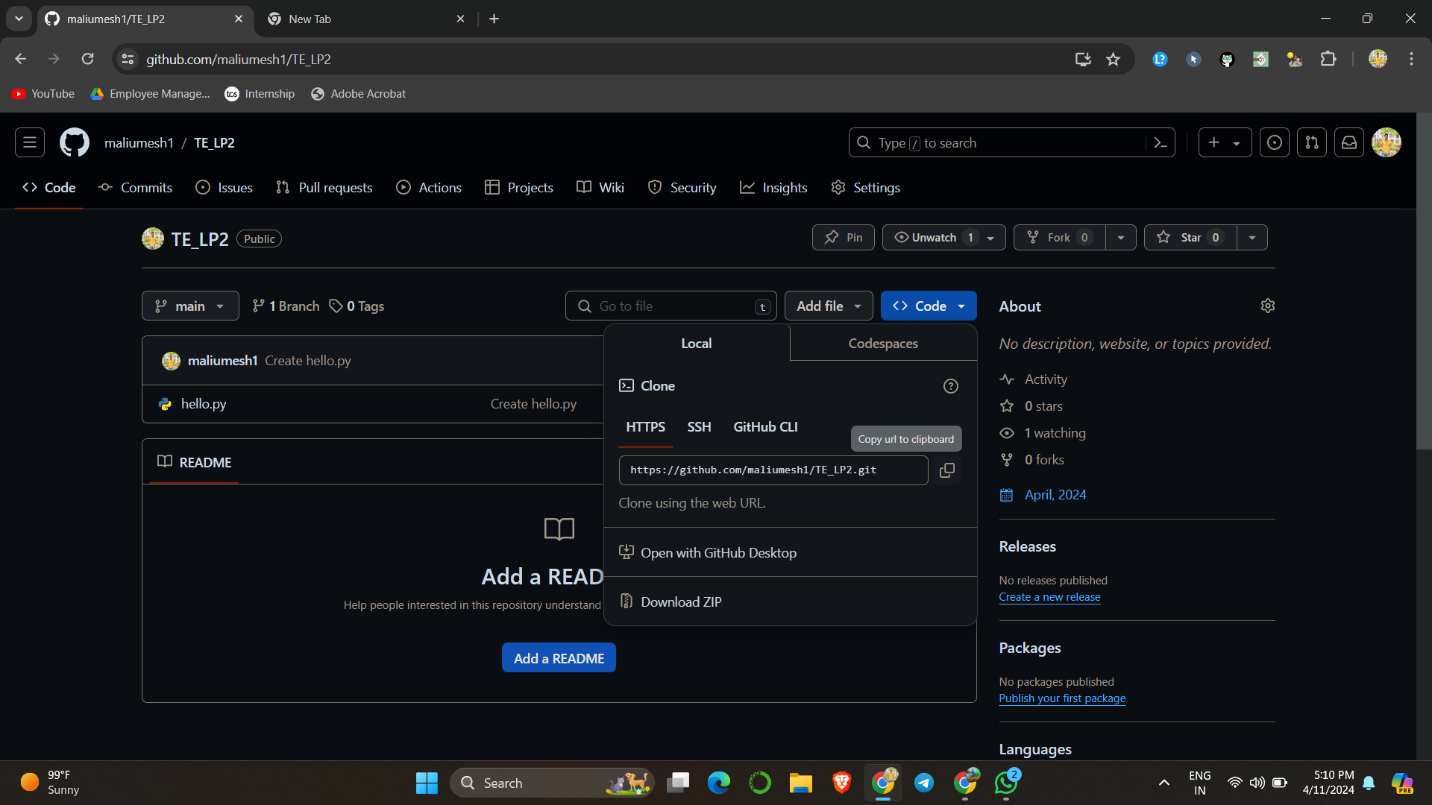 maliumesh1/TE_LP2
New Tab
github.com/maliumesh1/TE_LP2
YouTube
Employee Manage...
tcs Internship
Adobe Acrobat
maliumesh1 / TE_LP2
Type / to search
Code
Commits
Issues
Pull requests
Actions
Projects
Wiki
Security
Insights
Settings
TE_LP2 Public
Pin
Unwatch 1
Fork 0
Star 0
main
1 Branch
0 Tags
Go to file t
Add file
Code
maliumesh1 Create hello.py
hello.py
Create hello.py
README
Add a READ
Help people interested in this repository understand
Add a README
Local
Codespaces
Clone
HTTPS
SSH
GitHub CLI
Copy url to clipboard
https://github.com/maliumesh1/TE_LP2.git
Clone using the web URL.
Open with GitHub Desktop
Download ZIP
About
No description, website, or topics provided.
Activity
0 stars
1 watching
0 forks
April, 2024
Releases
No releases published
Create a new release
Packages
No packages published
Publish your first package
Languages
99°F
Sunny
Search
2
ENG
IN
5:10 PM
4/11/2024
PRE